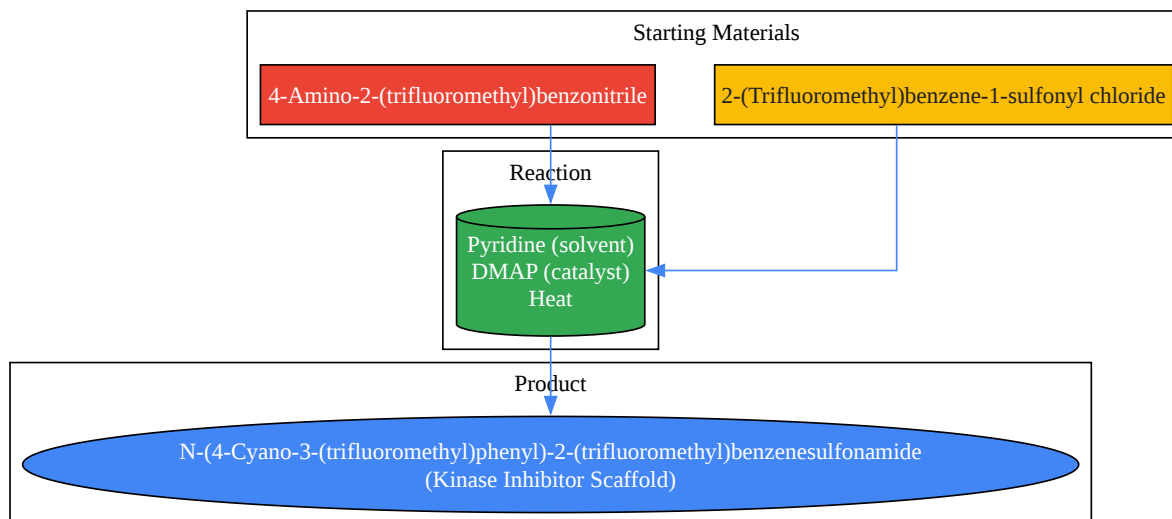 Starting Materials
4-Amino-2-(trifluoromethyl)benzonitrile
2-(Trifluoromethyl)benzene-1-sulfonyl chloride
Reaction
Pyridine (solvent)
DMAP (catalyst)
Heat
Product
N-(4-Cyano-3-(trifluoromethyl)phenyl)-2-(trifluoromethyl)benzenesulfonamide
(Kinase Inhibitor Scaffold)